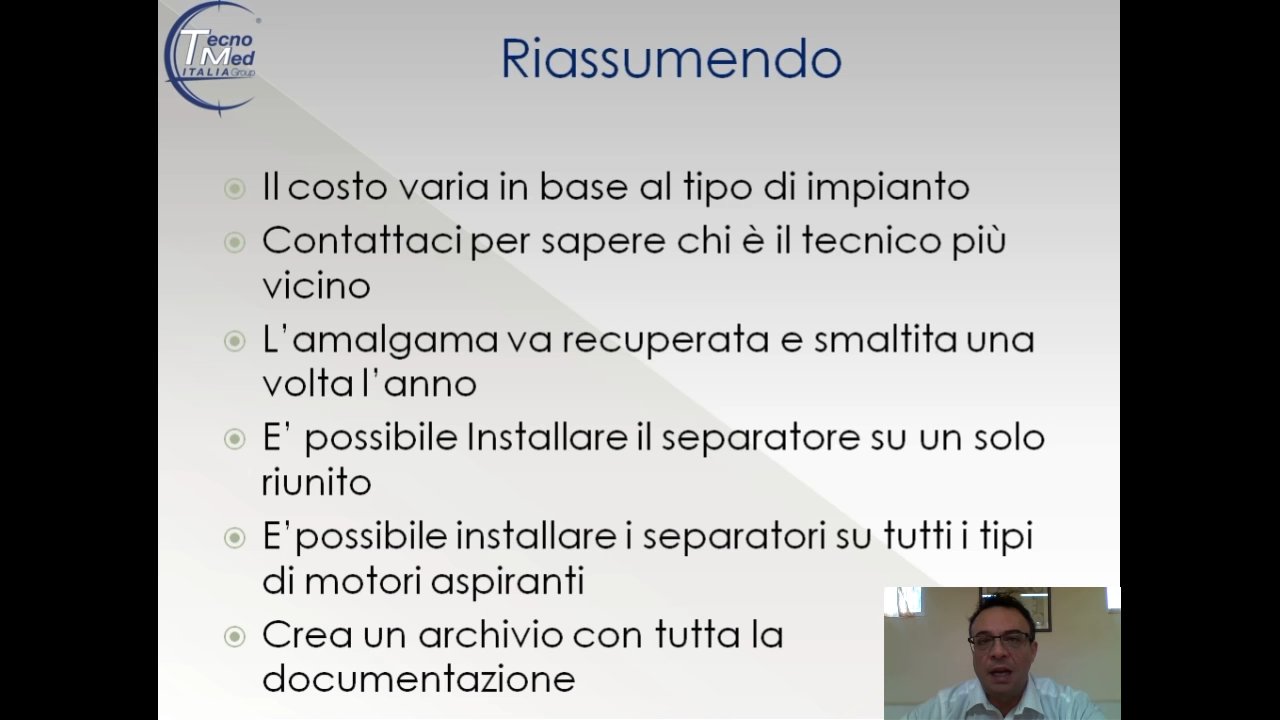 Tecno
Med
ITALIA Group
®
Riassumendo
Il costo varia in base al tipo di impianto
Contattaci per sapere chi è il tecnico più
vicino
L’amalgama va recuperata e smaltita una
volta l’anno
E’ possibile Installare il separatore su un solo
riunito
E’possibile installare i separatori su tutti i tipi
di motori aspiranti
Crea un archivio con tutta la
documentazione